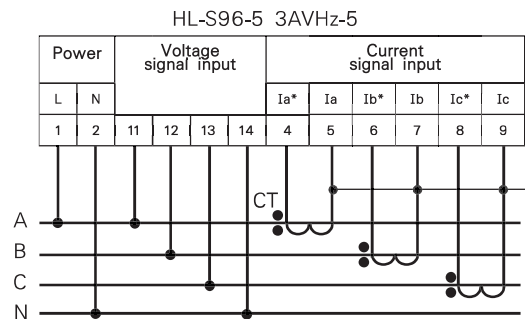 HL-S96-5 3AVHz-5
Power Voltage signal input Current signal input
L N Ia* Ia Ib* Ib Ic* Ic
1 2 11 12 13 14 4 5 6 7 8 9
CT
A
B
C
N